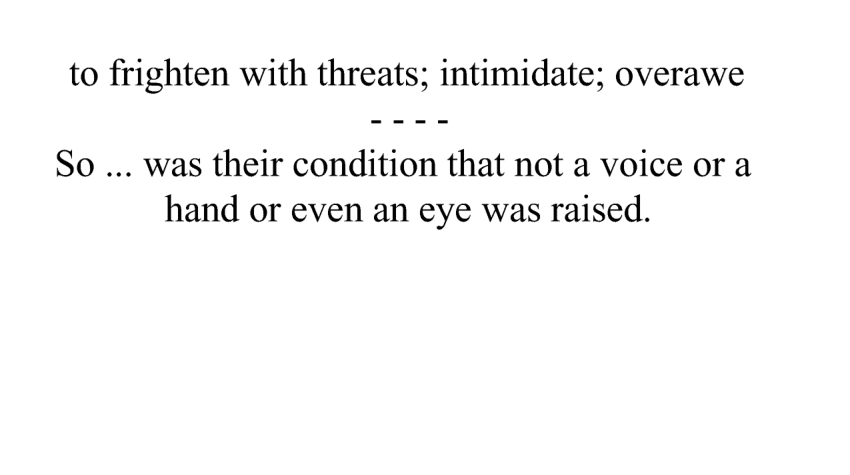 to frighten with threats; intimidate; overawe
- - - -
So ... was their condition that not a voice or a
hand or even an eye was raised.